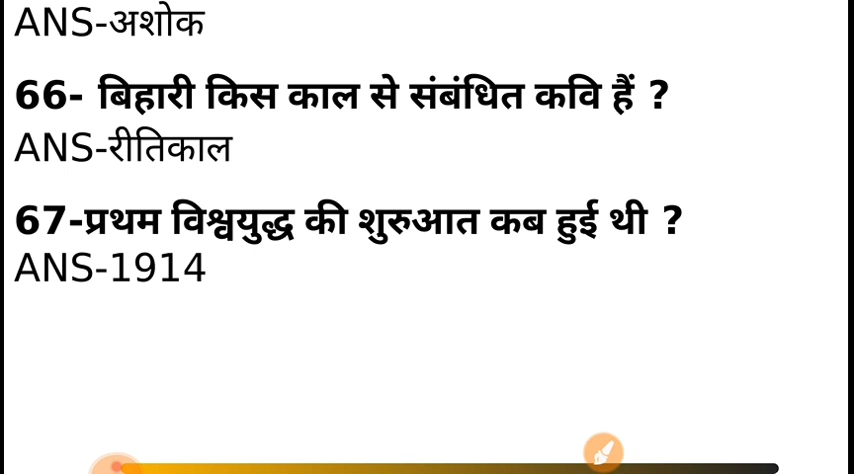 ANS-अशोक
66- बिहारी किस काल से संबंधित कवि हैं ?
ANS-रीतिकाल
67-प्रथम विश्वयुद्ध की शुरुआत कब हुई थी ?
ANS-1914